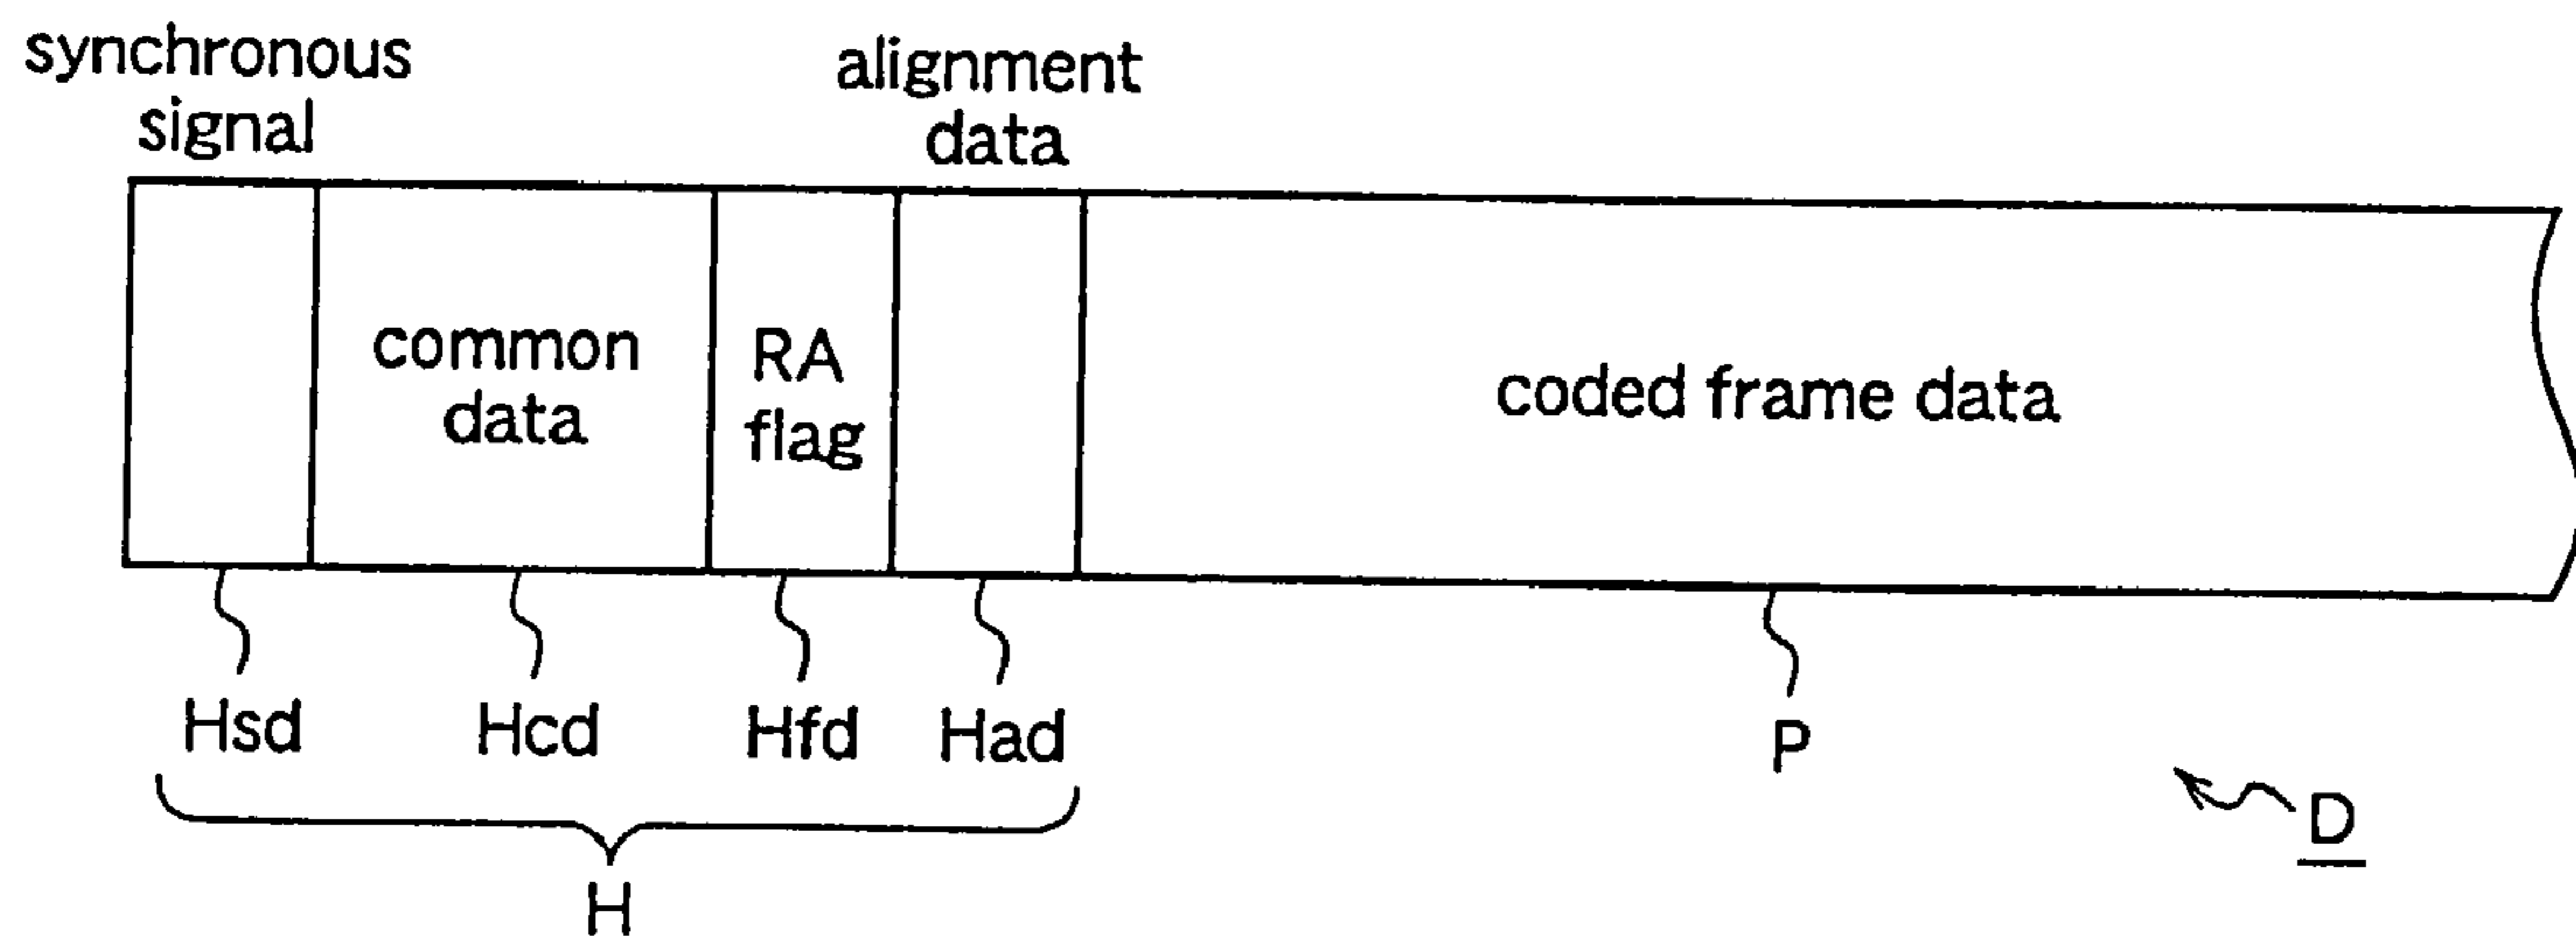 synchronous
signal
alignment
data
common
data
RA
flag
coded frame data
Hsd
Hcd
Hfd
Had
P
D
H